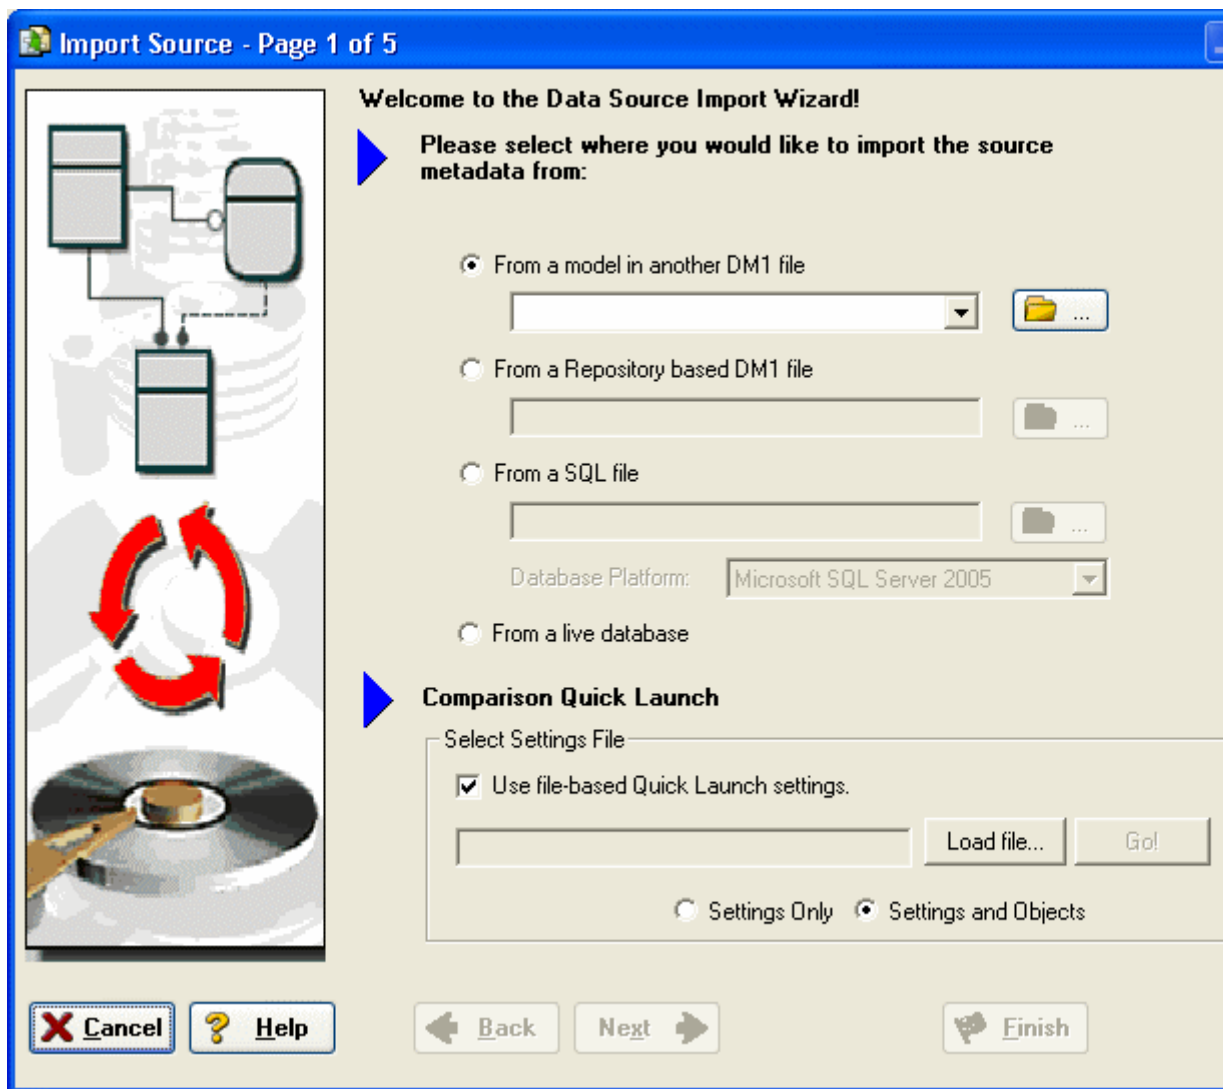 Import Source - Page 1 of 5
Welcome to the Data Source Import Wizard!
Please select where you would like to import the source
metadata from:
From a model in another DM1 file
...
From a Repository based DM1 file
...
From a SQL file
...
Database Platform: Microsoft SQL Server 2005
From a live database
Comparison Quick Launch
Select Settings File
Use file-based Quick Launch settings.
Load file... Go!
Settings Only Settings and Objects
Cancel Help Back Next Finish